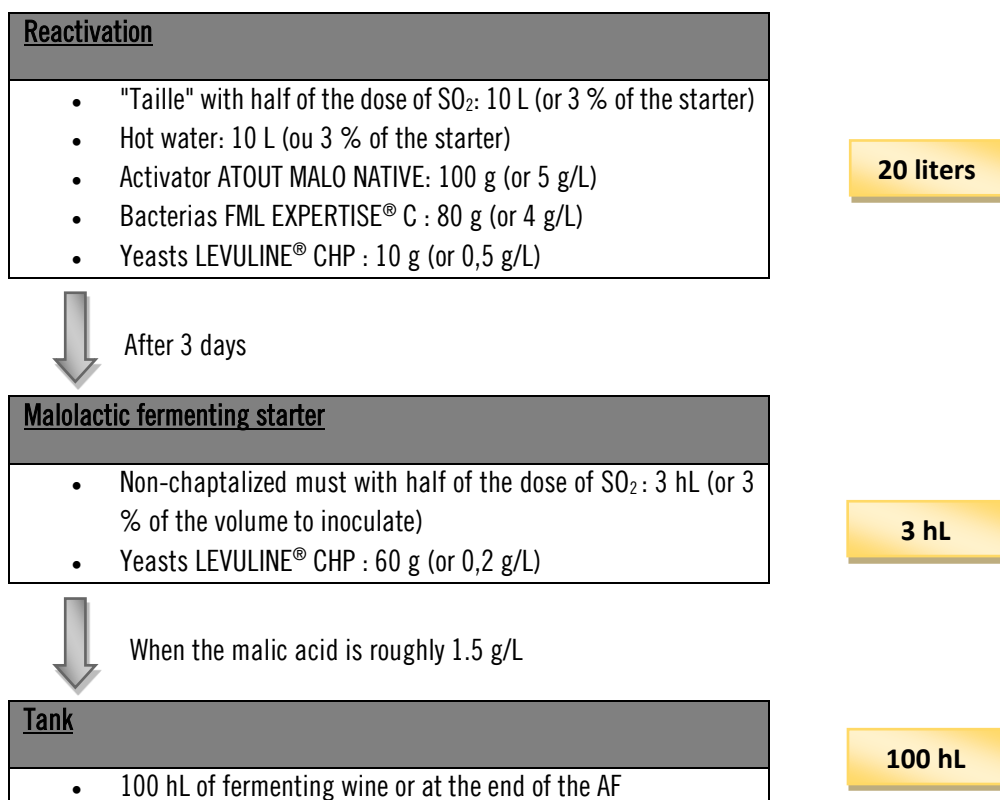 Reactivation
• "Taille" with half of the dose of SO₂: 10 L (or 3 % of the starter)
• Hot water: 10 L (ou 3 % of the starter)
• Activator ATOUT MALO NATIVE: 100 g (or 5 g/L)
• Bacterias FML EXPERTISE® C : 80 g (or 4 g/L)
• Yeasts LEVULINE® CHP : 10 g (or 0,5 g/L)
20 liters
After 3 days
Malolactic fermenting starter
• Non-chaptalized must with half of the dose of SO₂ : 3 hL (or 3
% of the volume to inoculate)
• Yeasts LEVULINE® CHP : 60 g (or 0,2 g/L)
3 hL
When the malic acid is roughly 1.5 g/L
Tank
• 100 hL of fermenting wine or at the end of the AF
100 hL